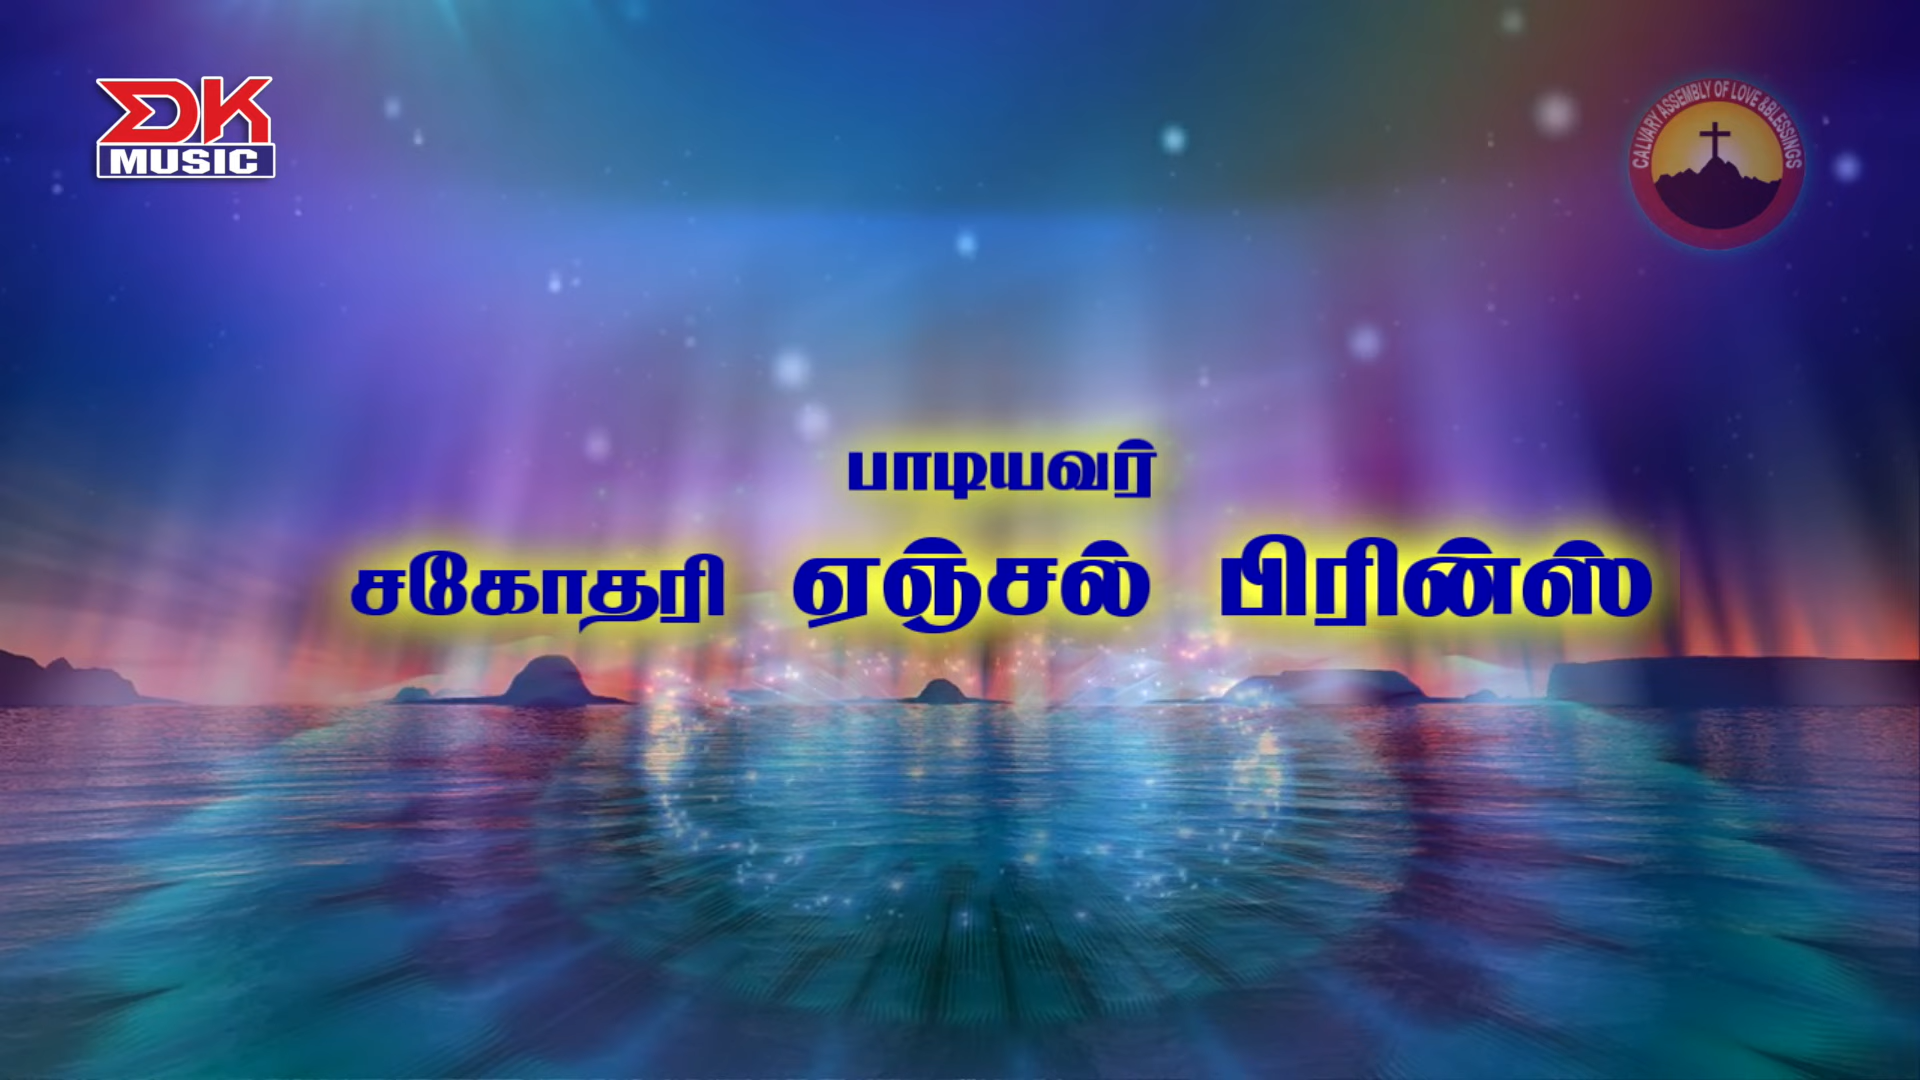 DK
MUSIC
CALVARY ASSEMBLY OF LOVE &BLESSINGS
பாடியவர்
சகோதரி ஏஞ்சல் பிரின்ஸ்